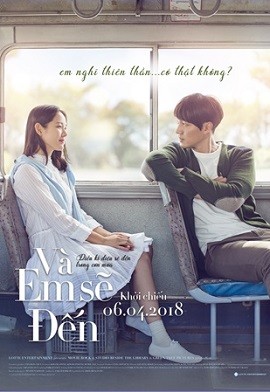 em nghĩ thiên thần...có thật không?
Điều kì diệu sẽ đến
trong cơn mưa
Và
Em sẽ
Đến
Khởi chiếu
06.04.2018